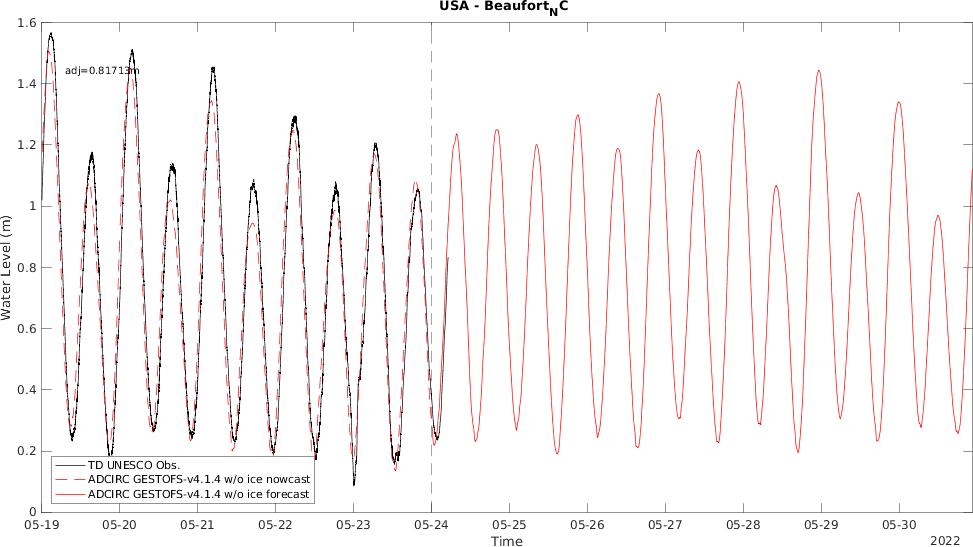 USA - Beaufort_NC
1.6
adj=0.81713m
1.4
1.2
1
0.8
0.6
0.4
0.2
0
Water Level (m)
TD UNESCO Obs.
ADCIRC GESTOFS-v4.1.4 w/o ice nowcast
ADCIRC GESTOFS-v4.1.4 w/o ice forecast
05-19 05-20 05-21 05-22 05-23 05-24 05-25 05-26 05-27 05-28 05-29 05-30
Time
2022